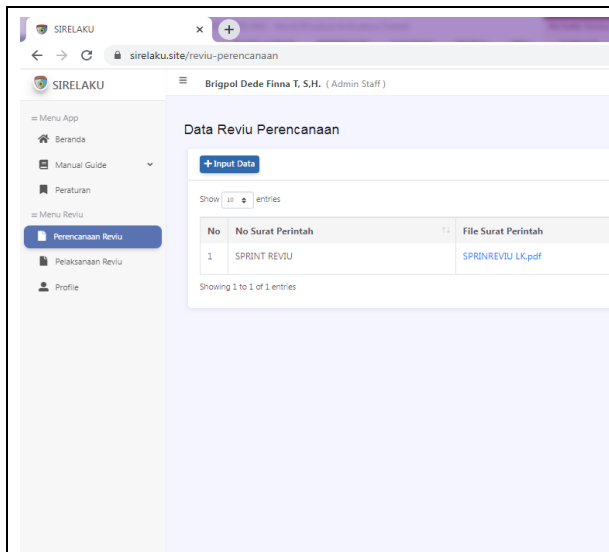 SIRELAKU
sirelaku.site/reviu-perencanaan
SIRELAKU
Brigpol Dede Finna T, S,H. ( Admin Staff )
Menu App
Beranda
Manual Guide
Peraturan
Menu Reviu
Perencanaan Reviu
Pelaksanaan Reviu
Profile
Data Reviu Perencanaan
+ Input Data
Show 10 entries
No No Surat Perintah File Surat Perintah
1 SPRINT REVIU SPRINREVIU LK.pdf
Showing 1 to 1 of 1 entries